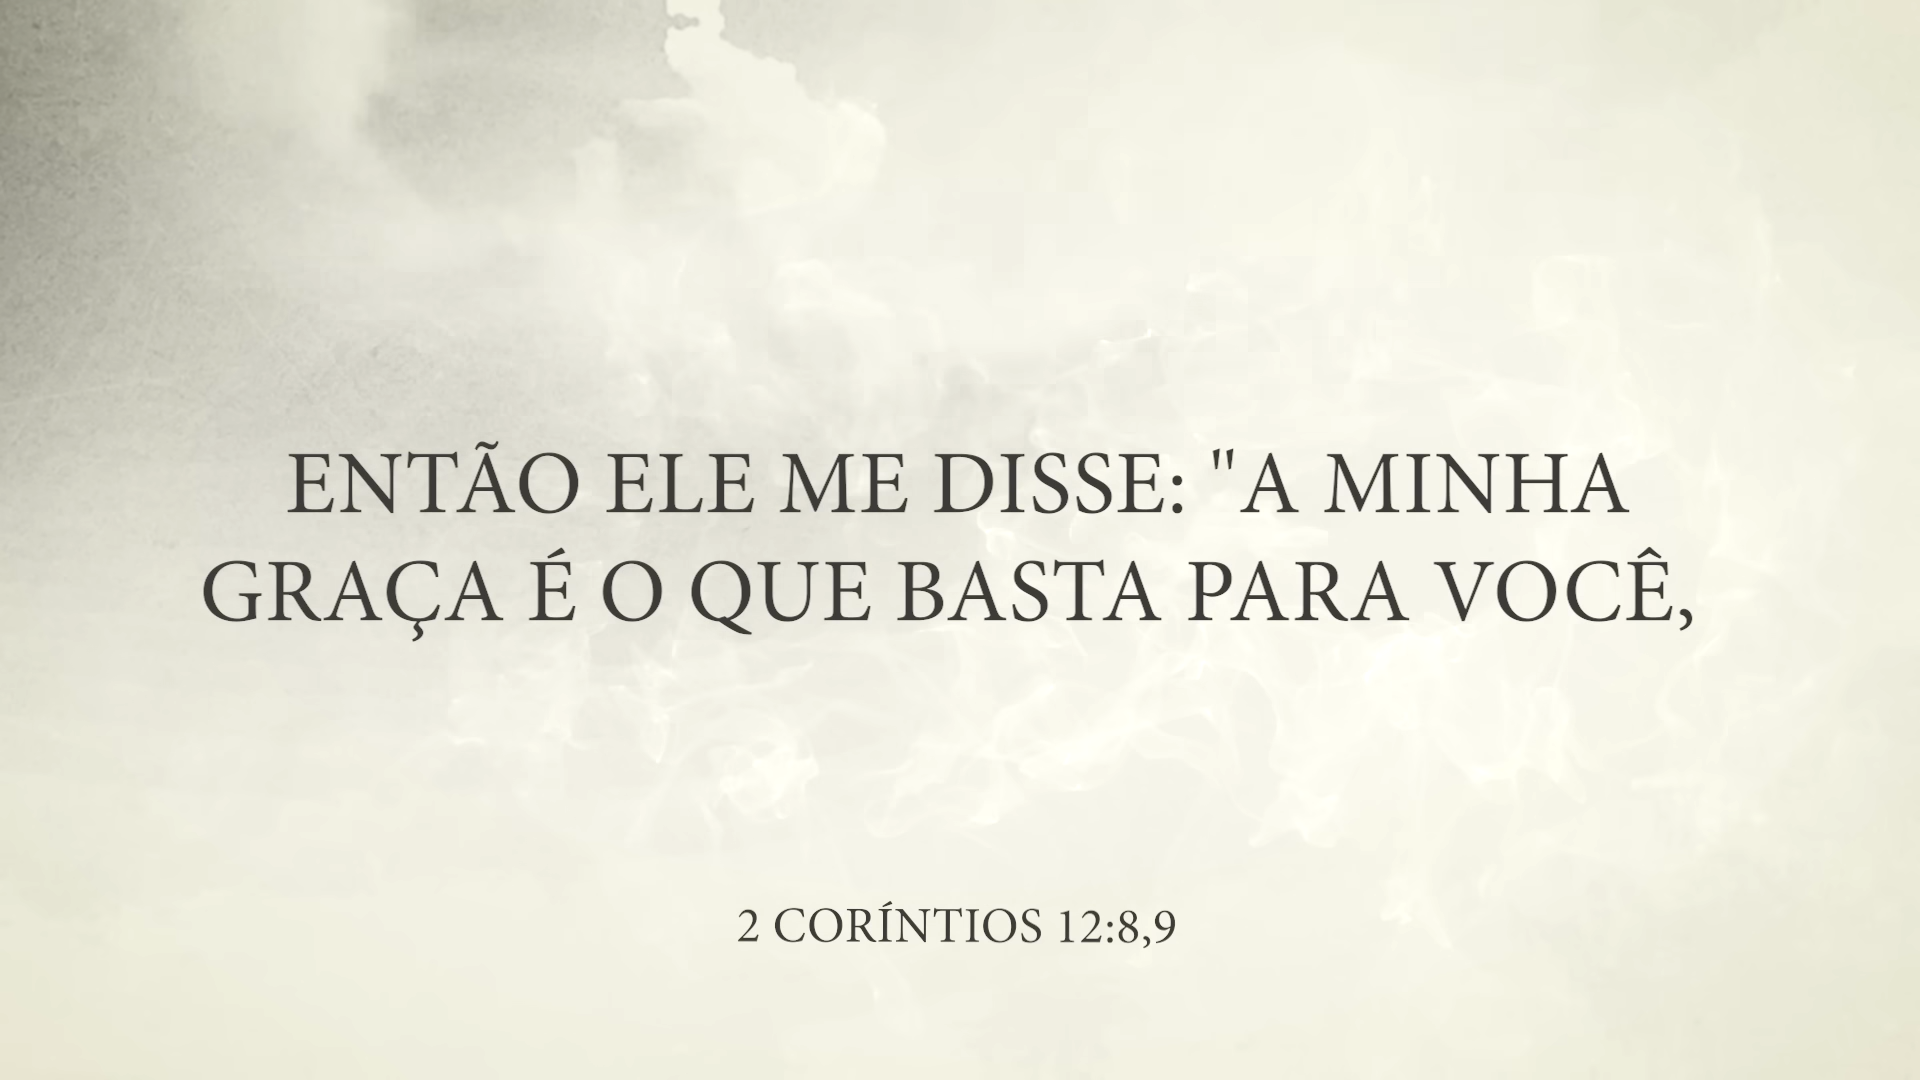 ENTÃO ELE ME DISSE: "A MINHA
GRAÇA É O QUE BASTA PARA VOCÊ,
2 CORÍNTIOS 12:8,9